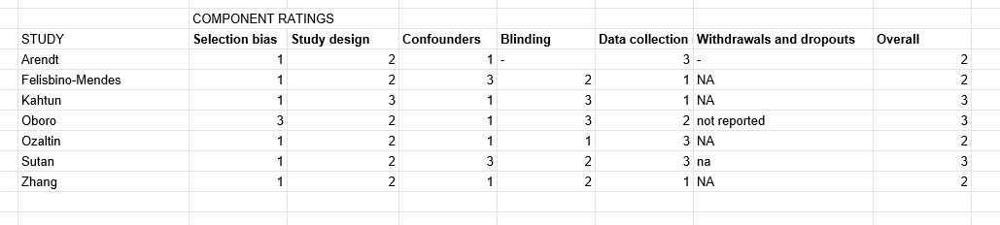 COMPONENT RATINGS
STUDY Selection bias Study design Confounders Blinding Data collection Withdrawals and dropouts Overall
Arendt 1 2 1 - 3 - 2
Felisbino-Mendes 1 2 3 2 1 NA 2
Kahtun 1 3 1 3 1 NA 3
Oboro 3 2 1 3 2 not reported 3
Ozaltin 1 2 1 1 3 NA 2
Sutan 1 2 3 2 3 na 3
Zhang 1 2 1 2 1 NA 2